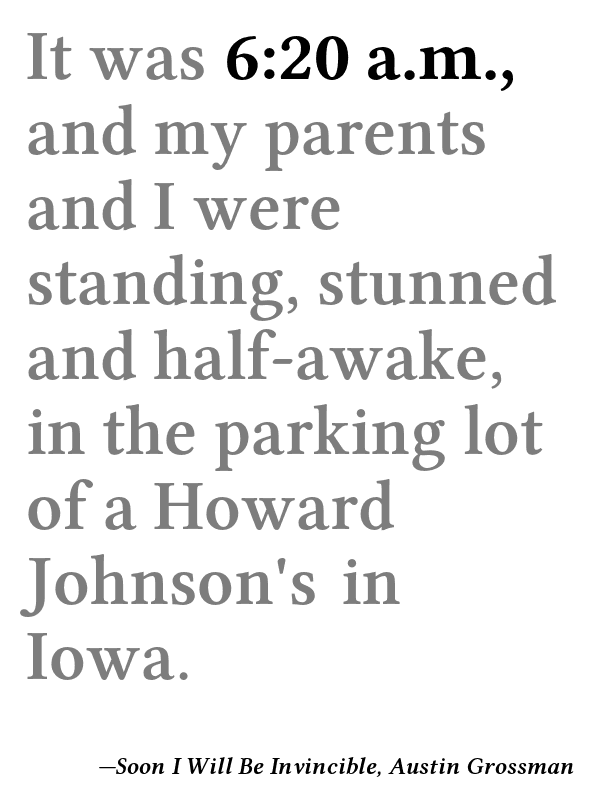 It was 6:20 a.m.,
and my parents
and I were
standing, stunned
and half-awake,
in the parking lot
of a Howard
Johnson's in
Iowa.
—Soon I Will Be Invincible, Austin Grossman